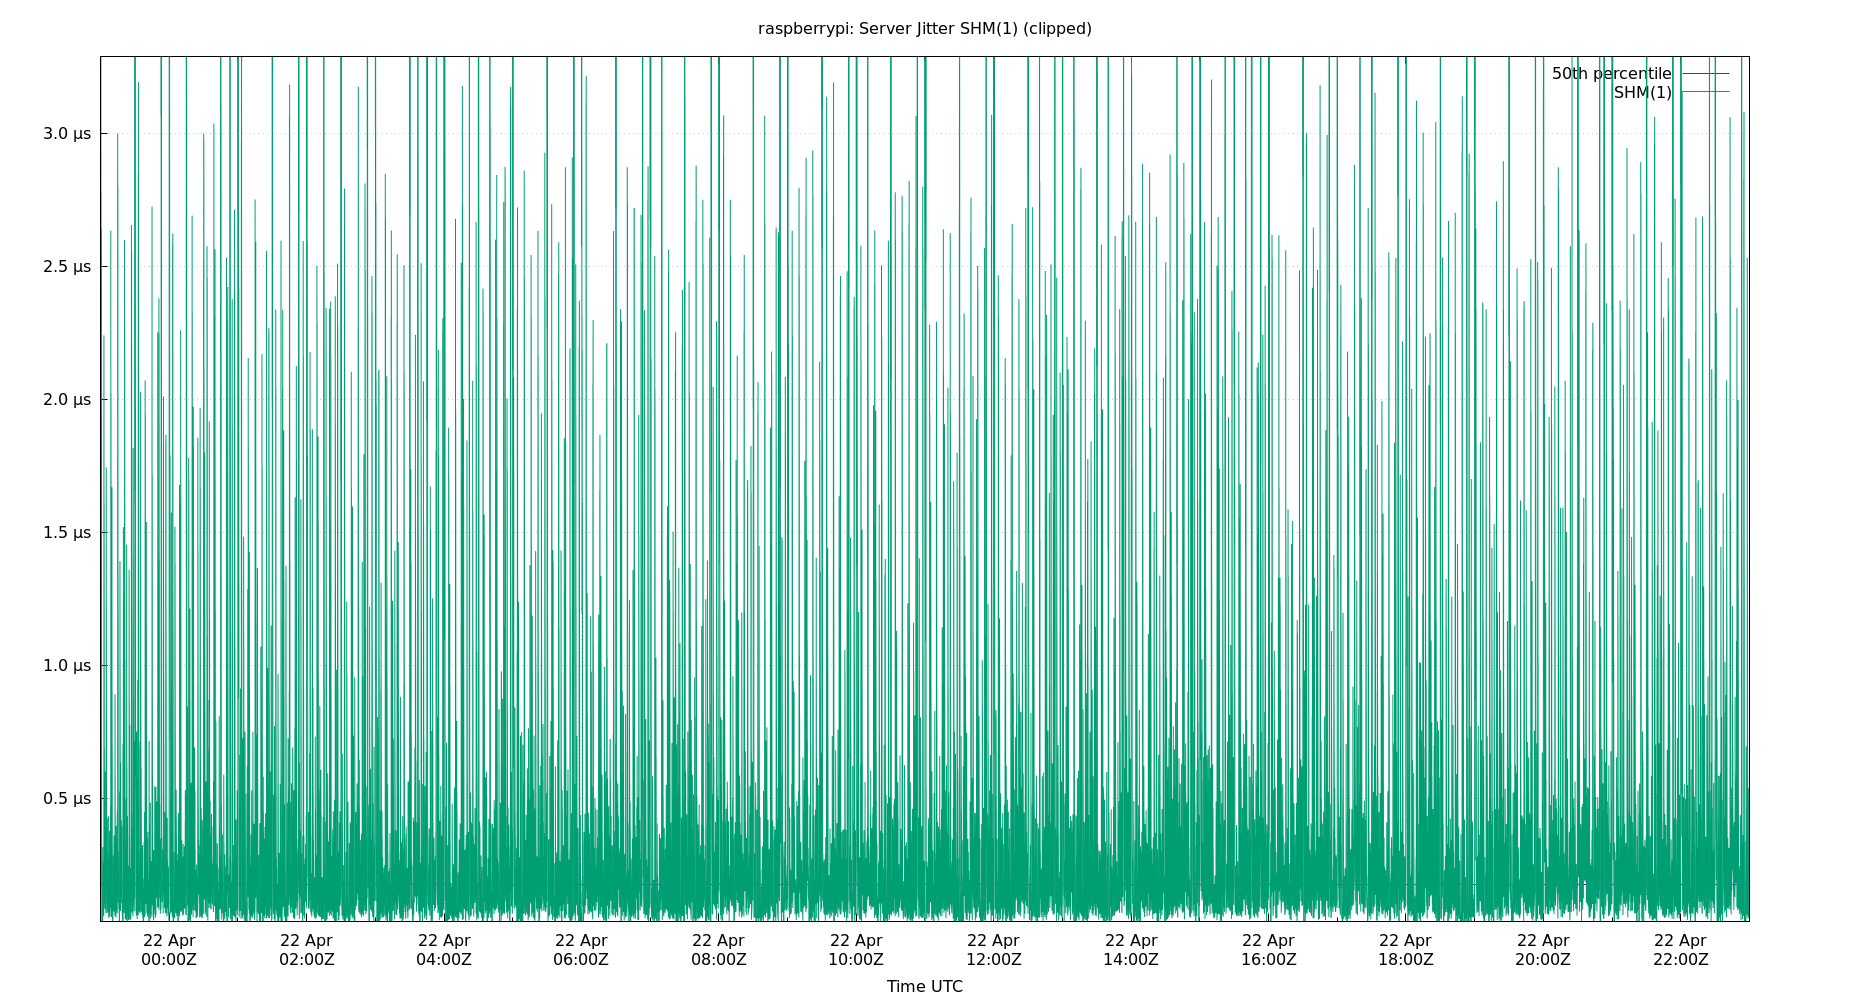 raspberrypi: Server Jitter SHM(1) (clipped)
50th percentile
SHM(1)
3.0 µs
2.5 µs
2.0 µs
1.5 µs
1.0 µs
0.5 µs
22 Apr 22 Apr 22 Apr 22 Apr 22 Apr 22 Apr 22 Apr 22 Apr 22 Apr 22 Apr 22 Apr 22 Apr
00:00Z 02:00Z 04:00Z 06:00Z 08:00Z 10:00Z 12:00Z 14:00Z 16:00Z 18:00Z 20:00Z 22:00Z
Time UTC